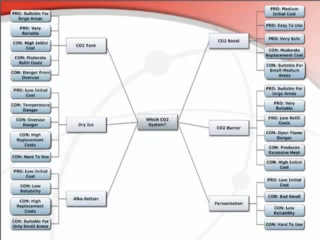 PRO: Suitable For
large Areas
PRO: Very
Reliable
CON: High Initial
Cost
CON: Moderate
Refill Costs
CON: Danger From
Overuse
CO2 Tank
PRO: Low Initial
Cost
CON: Temperature
Danger
CON: Overuse
Danger
CON: High
Replacement
Costs
CON: Hard To Use
Dry Ice
PRO: Low Initial
Cost
CON: Low
Reliability
CON: High
Replacement
Costs
CON: Suitable For
Only Small Areas
Alka-Seltzer
Which CO2
System?
CO2 Boost
PRO: Medium
Initial Cost
PRO: Easy To Use
PRO: Very Safe
CON: Moderate
Replacement Cost
CON: Suitable For
Small-Medium
Areas
CO2 Burner
PRO: Suitable For
large Areas
PRO: Very
Reliable
PRO: Low Refill
Costs
CON: Open Flame
Danger
CON: Produces
Excessive Heat
CON: High Initial
Cost
Fermentation
PRO: Low Initial
Cost
CON: Bad Smell
CON: Low
Reliability
CON: Hard To Use